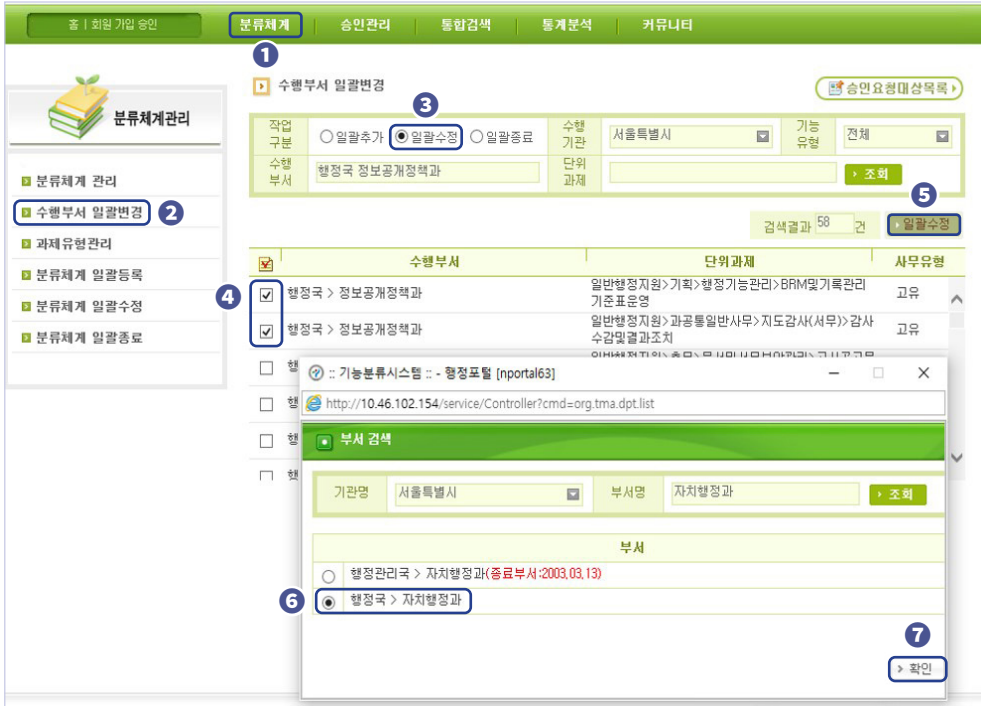 홈 | 회원 가입 승인
분류체계 승인관리 통합검색 통계분석 커뮤니티
1
수행부서 일괄변경
승인요청대상목록
분류체계관리
3
작업구분 일괄추가 일괄수정 일괄종료 수행기관 서울특별시 기능유형 전체
수행부서 행정국 정보공개정책과 단위과제 조회
분류체계 관리
수행부서 일괄변경 2
과제유형관리
분류체계 일괄등록
분류체계 일괄수정
분류체계 일괄종료
5
검색결과 58 건 일괄수정
수행부서 단위과제 사무유형
4
행정국 > 정보공개정책과 일반행정지원>기획>행정기능관리>BRM및기록관리기준표운영 고유
행정국 > 정보공개정책과 일반행정지원>과공통일반사무>지도감사(서무)>감사수감및결과조치 고유
행
:: 기능분류시스템 :: - 행정포털 [nportal63]
행
http://10.46.102.154/service/Controller?cmd=org.tma.dpt.list
행
부서 검색
기관명 서울특별시 부서명 자치행정과 조회
부서
행정관리국 > 자치행정과(종료부서:2003.03.13)
6
행정국 > 자치행정과
7
확인